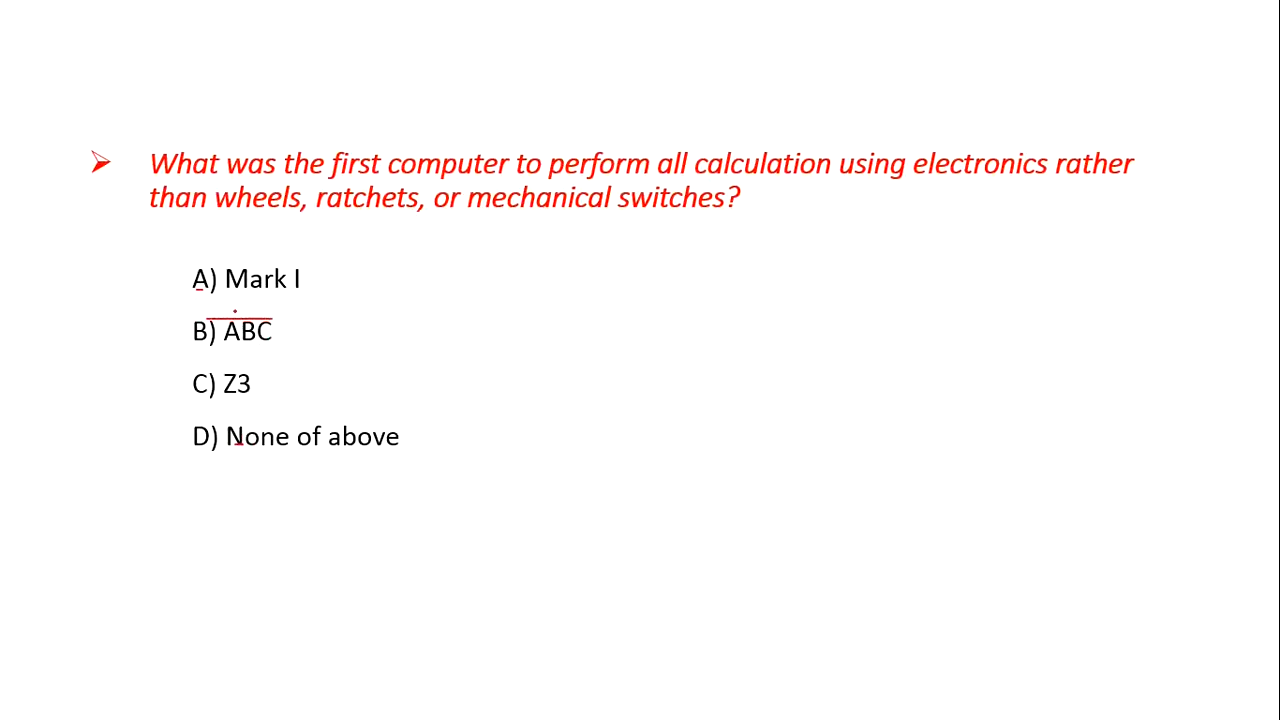 What was the first computer to perform all calculation using electronics rather
than wheels, ratchets, or mechanical switches?
A) Mark I
B) ABC
C) Z3
D) None of above